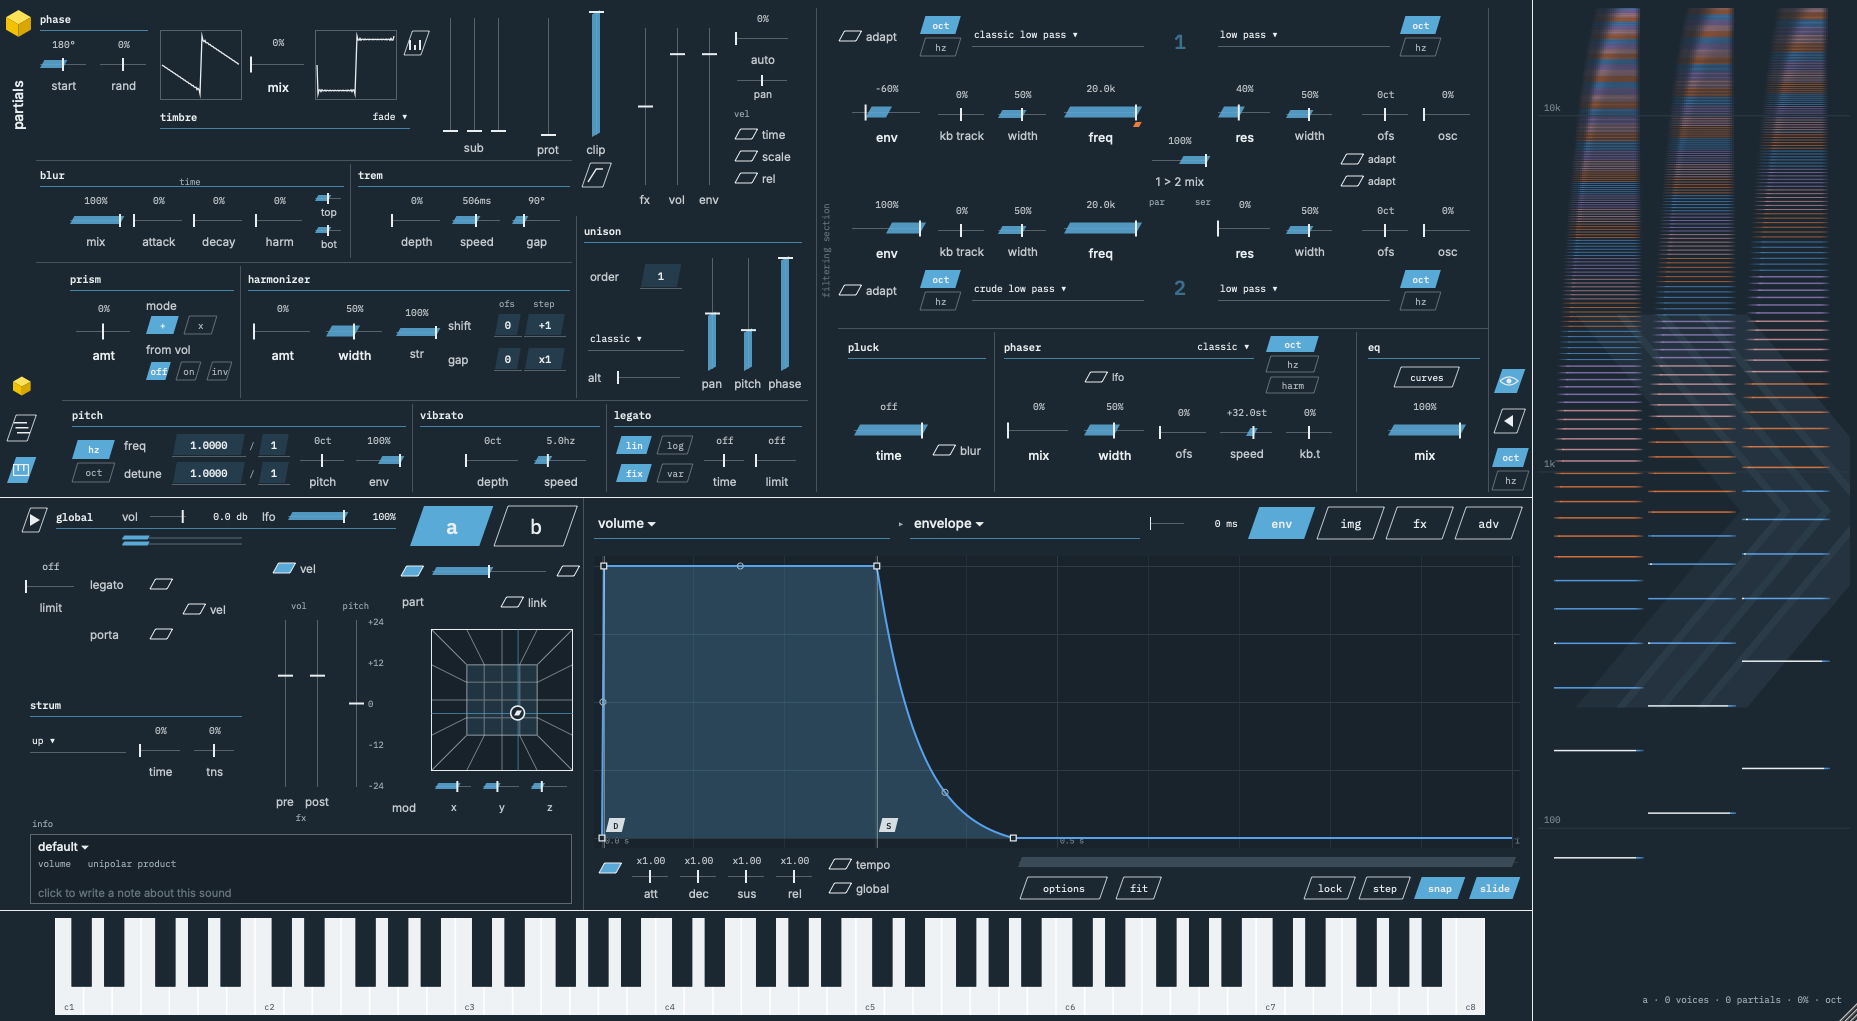 phase
180° 0%
start rand
0%
mix
timbre fade
sub prot clip
0%
auto
pan
vel
time
scale
rel
fx vol env
partials
blur
time
100% 0% 0% 0%
mix attack decay harm
top
bot
trem
0% 506ms 90°
depth speed gap
unison
order 1
classic
alt
pan pitch phase
prism
0%
amt
mode
+ x
from vol
off on inv
harmonizer
0% 50% 100%
amt width str
ofs step
shift 0 +1
gap 0 x1
pitch
hz
oct
freq 1.0000 / 1
detune 1.0000 / 1
0ct 100%
pitch env
vibrato
0ct 5.0hz
depth speed
legato
lin log
fix var
off off
time limit
filtering section
adapt
oct
hz
classic low pass
1
low pass
oct
hz
-60% 0% 50% 20.0k 40% 50% 0ct 0%
env kb track width freq res width ofs osc
100%
1 > 2 mix
par ser
adapt
adapt
100% 0% 50% 20.0k 0% 50% 0ct 0%
env kb track width freq res width ofs osc
adapt
oct
hz
crude low pass
2
low pass
oct
hz
pluck
off
time
blur
phaser classic
oct
hz
harm
lfo
0% 50% 0% +32.0st 0%
mix width ofs speed kb.t
eq
curves
100%
mix
oct
hz
global vol 0.0 db lfo 100%
a b
off
limit
legato
vel
porta
vel
vol pitch
+24
+12
0
-12
-24
pre post
fx
part
link
mod x y z
strum
up
0% 0%
time tns
info
default
volume unipolar product
click to write a note about this sound
volume envelope 0 ms env img fx adv
D S
0.0 s 0.5 s 1
x1.00 x1.00 x1.00 x1.00
att dec sus rel
tempo
global
options fit lock step snap slide
c1 c2 c3 c4 c5 c6 c7 c8
10k
1k
100
a · 0 voices · 0 partials · 0% · oct